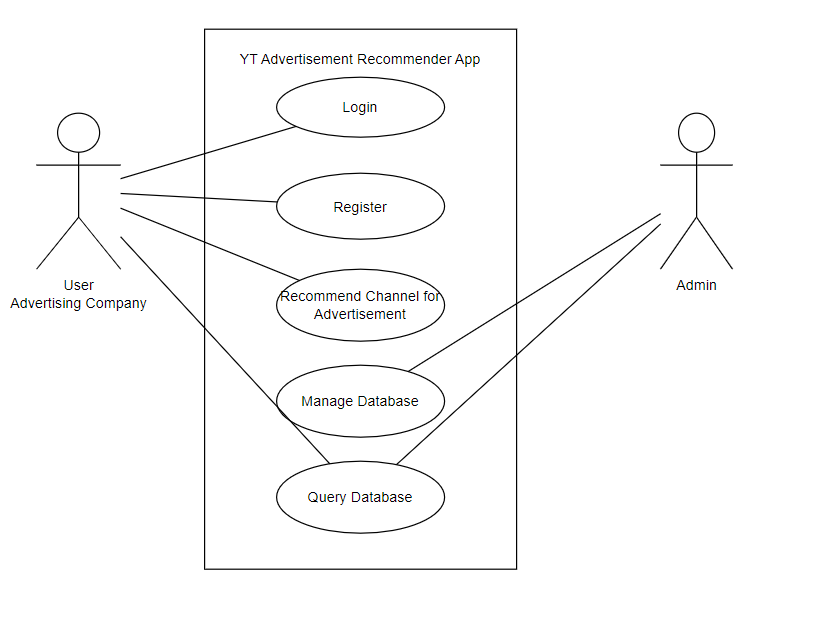 YT Advertisement Recommender App
Login
Register
Recommend Channel for
Advertisement
Manage Database
Query Database
User
Advertising Company
Admin